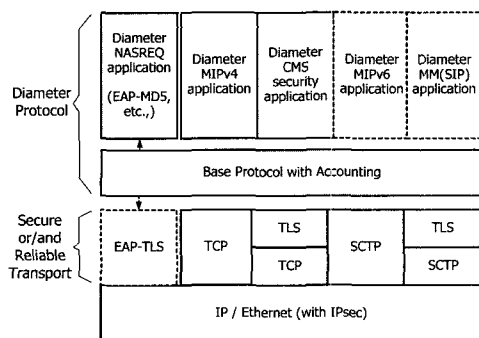 Diameter
Protocol
Diameter
NASREQ
application
(EAP-MD5,
etc.,)
Diameter
MIPv4
application
Diameter
CMS
security
application
Diameter
MIPv6
application
Diameter
MM(SIP)
application
Base Protocol with Accounting
Secure
or/and
Reliable
Transport
EAP-TLS
TCP
TLS
TCP
SCTP
TLS
SCTP
IP / Ethernet (with IPsec)